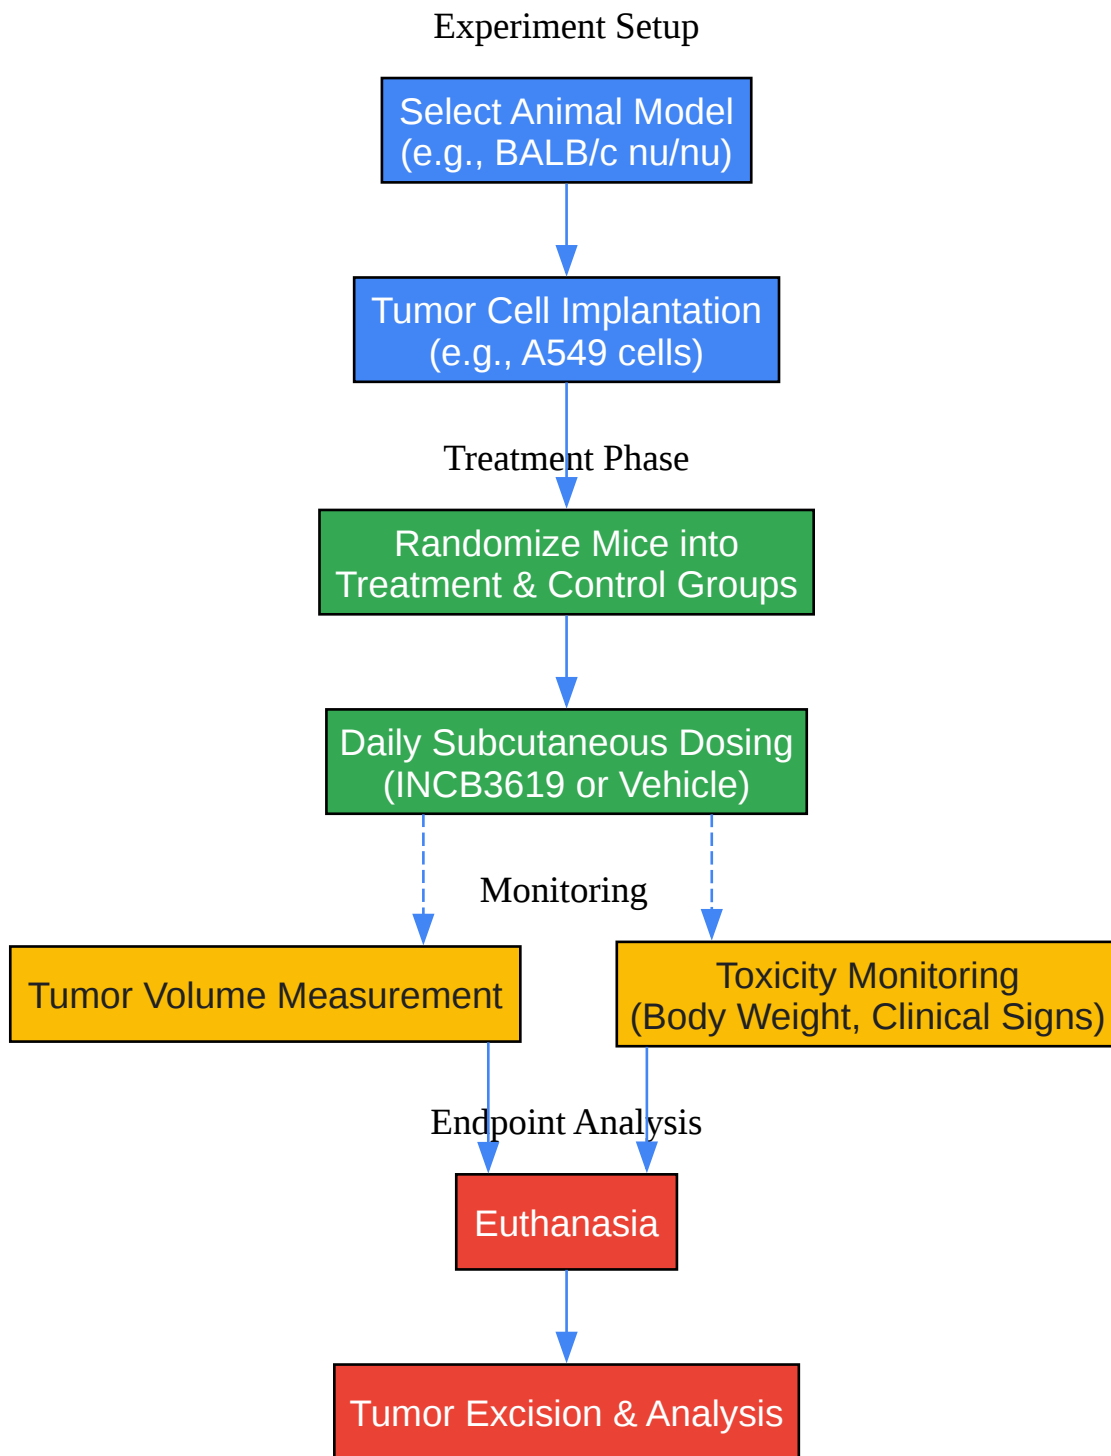 Experiment Setup
Select Animal Model
(e.g., BALB/c nu/nu)
Tumor Cell Implantation
(e.g., A549 cells)
Treatment Phase
Randomize Mice into
Treatment & Control Groups
Daily Subcutaneous Dosing
(INCB3619 or Vehicle)
Monitoring
Tumor Volume Measurement
Toxicity Monitoring
(Body Weight, Clinical Signs)
Endpoint Analysis
Euthanasia
Tumor Excision & Analysis